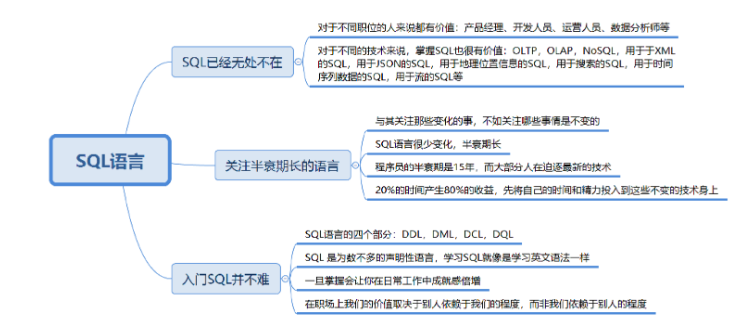 SQL语言
SQL已经无处不在
对于不同职位的人来说都有价值：产品经理、开发人员、运营人员、数据分析师等
对于不同的技术来说，掌握SQL也很有价值：OLTP，OLAP，NoSQL，用于于XML
的SQL，用于JSON的SQL，用于地理位置信息的SQL，用于搜索的SQL，用于时间
序列数据的SQL，用于流的SQL等
关注半衰期长的语言
与其关注那些变化的事，不如关注哪些事情是不变的
SQL语言很少变化，半衰期长
程序员的半衰期是15年，而大部分人在追逐最新的技术
20%的时间产生80%的收益，先将自己的时间和精力投入到这些不变的技术身上
入门SQL并不难
SQL语言的四个部分：DDL，DML，DCL，DQL
SQL 是为数不多的声明性语言，学习SQL就像是学习英文语法一样
一旦掌握会让你在日常工作中成就感倍增
在职场上我们的价值取决于别人依赖于我们的程度，而非我们依赖于别人的程度